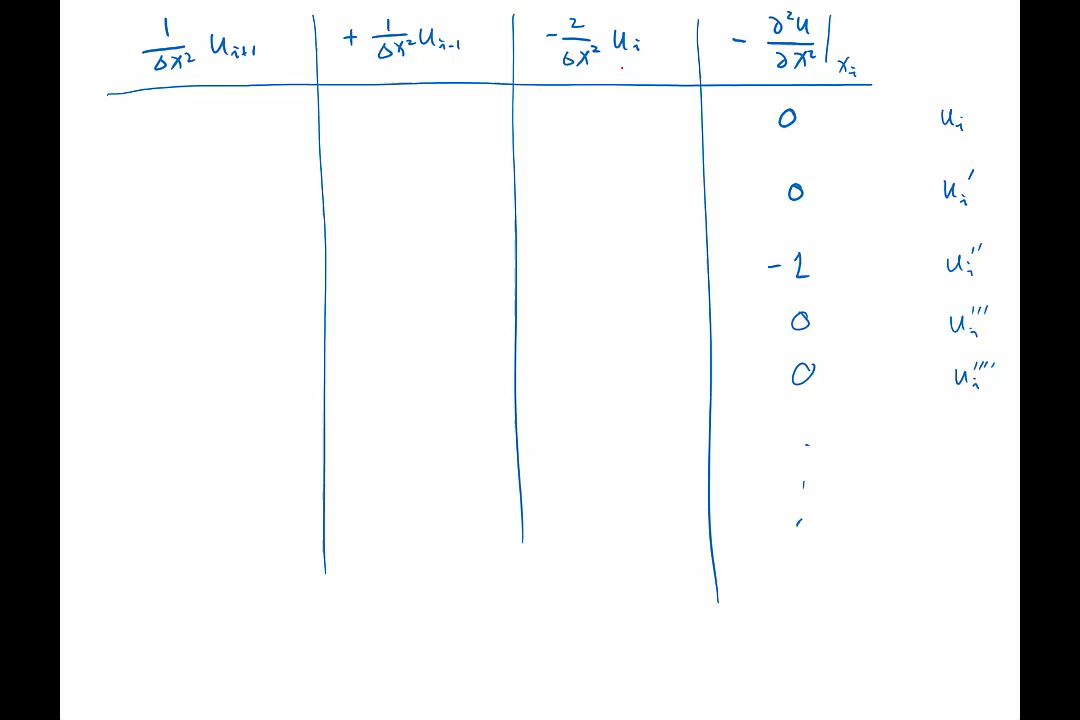 1/Δx² u_{i+1} | + 1/Δx² u_{i-1} | - 2/Δx² u_i | - ∂²u/∂x² |_{x_i}
0 u_i
0 u_i'
-1 u_i''
0 u_i'''
0 u_i''''
.
.
.